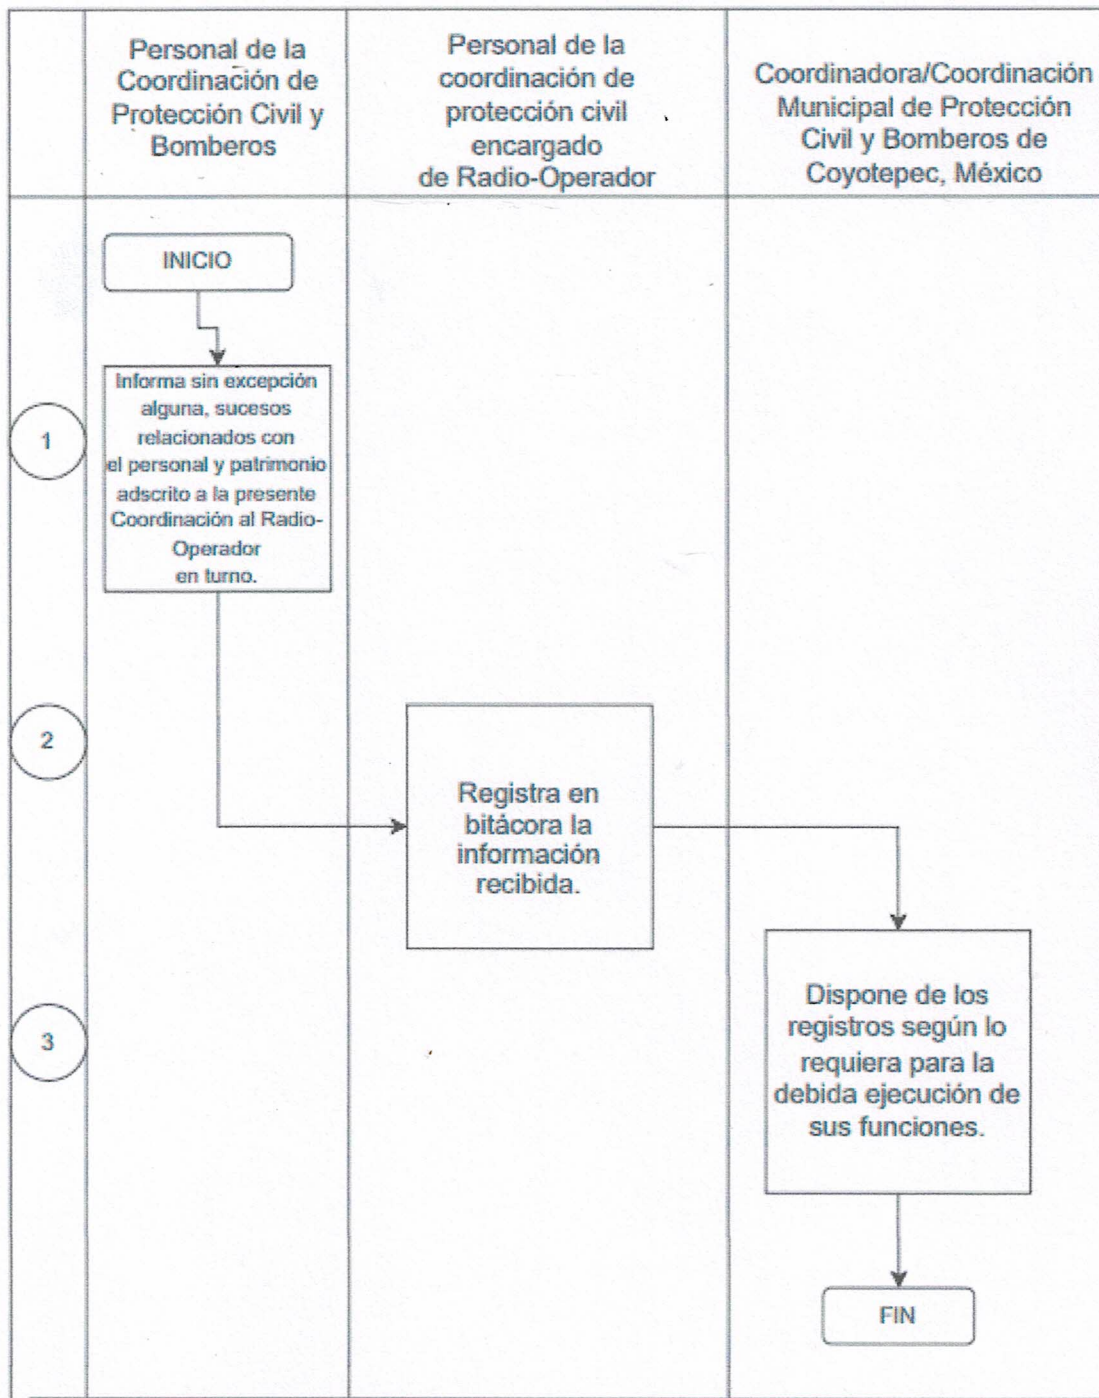 Personal de la
Coordinación de
Protección Civil y
Bomberos
Personal de la
coordinación de
protección civil
encargado
de Radio-Operador
Coordinadora/Coordinación
Municipal de Protección
Civil y Bomberos de
Coyotepec, México
INICIO
1
Informa sin excepción
alguna, sucesos
relacionados con
el personal y patrimonio
adscrito a la presente
Coordinación al Radio-
Operador
en turno.
2
Registra en
bitácora la
información
recibida.
3
Dispone de los
registros según lo
requiera para la
debida ejecución de
sus funciones.
FIN